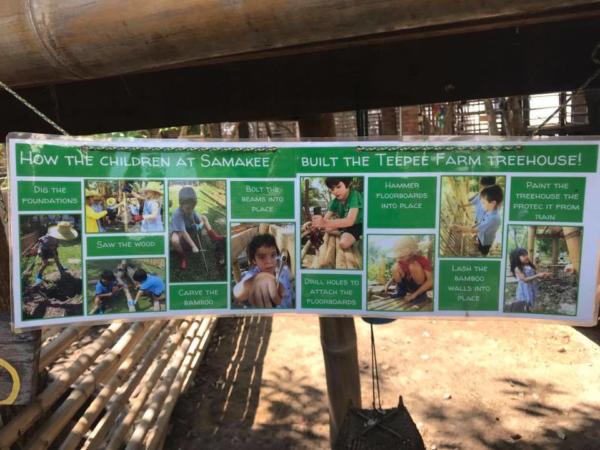 How the children at Samakee built the Teepee Farm treehouse!
Dig the
foundations
Saw the wood
Carve the
bamboo
Bolt the
beams into
place
Drill holes to
attach the
floorboards
Hammer
floorboards
into place
Lash the
bamboo
walls into
place
Paint the
treehouse
the protec it from
rain